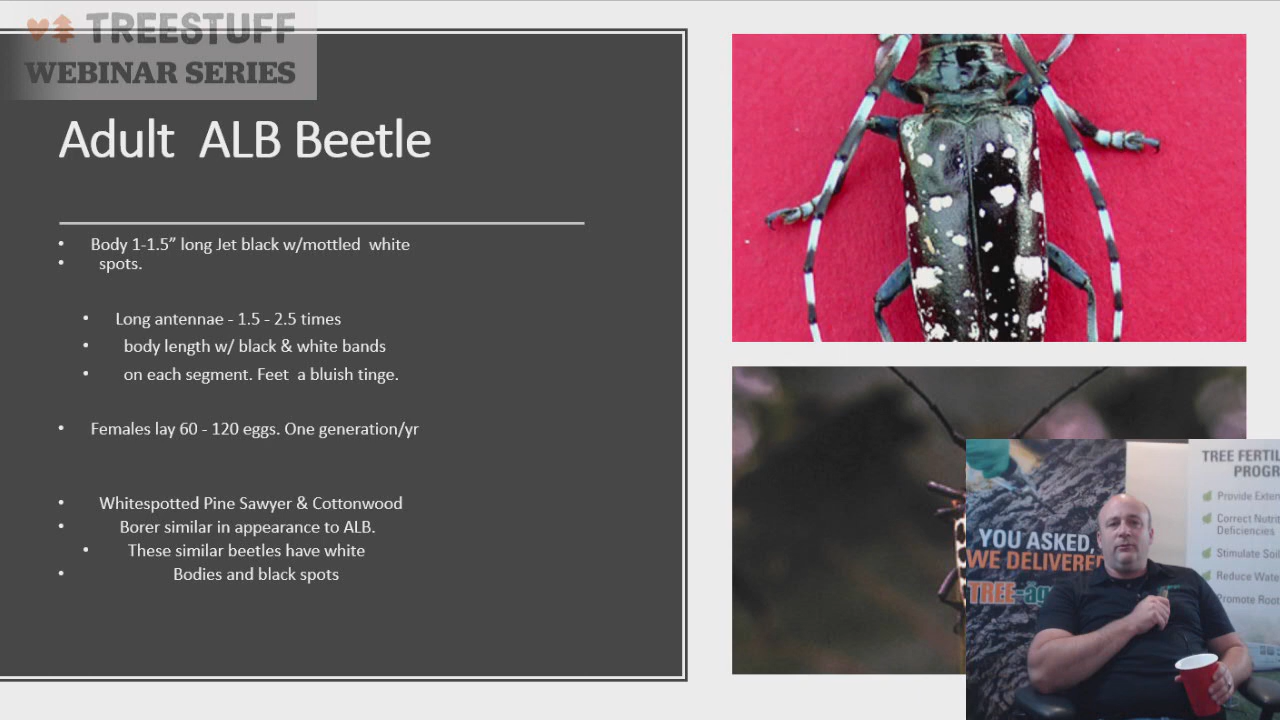 TREESTUFF
WEBINAR SERIES
Adult ALB Beetle
• Body 1-1.5” long Jet black w/mottled white
• spots.
• Long antennae - 1.5 - 2.5 times
• body length w/ black & white bands
• on each segment. Feet a bluish tinge.
• Females lay 60 - 120 eggs. One generation/yr
• Whitespotted Pine Sawyer & Cottonwood
• Borer similar in appearance to ALB.
• These similar beetles have white
• Bodies and black spots
YOU ASKED,
WE DELIVERED
TREE-äg
TREE FERTIL
PROGR
Provide Exten
Correct Nutri
Deficiencies
Stimulate Soi
Reduce Wate
Promote Root